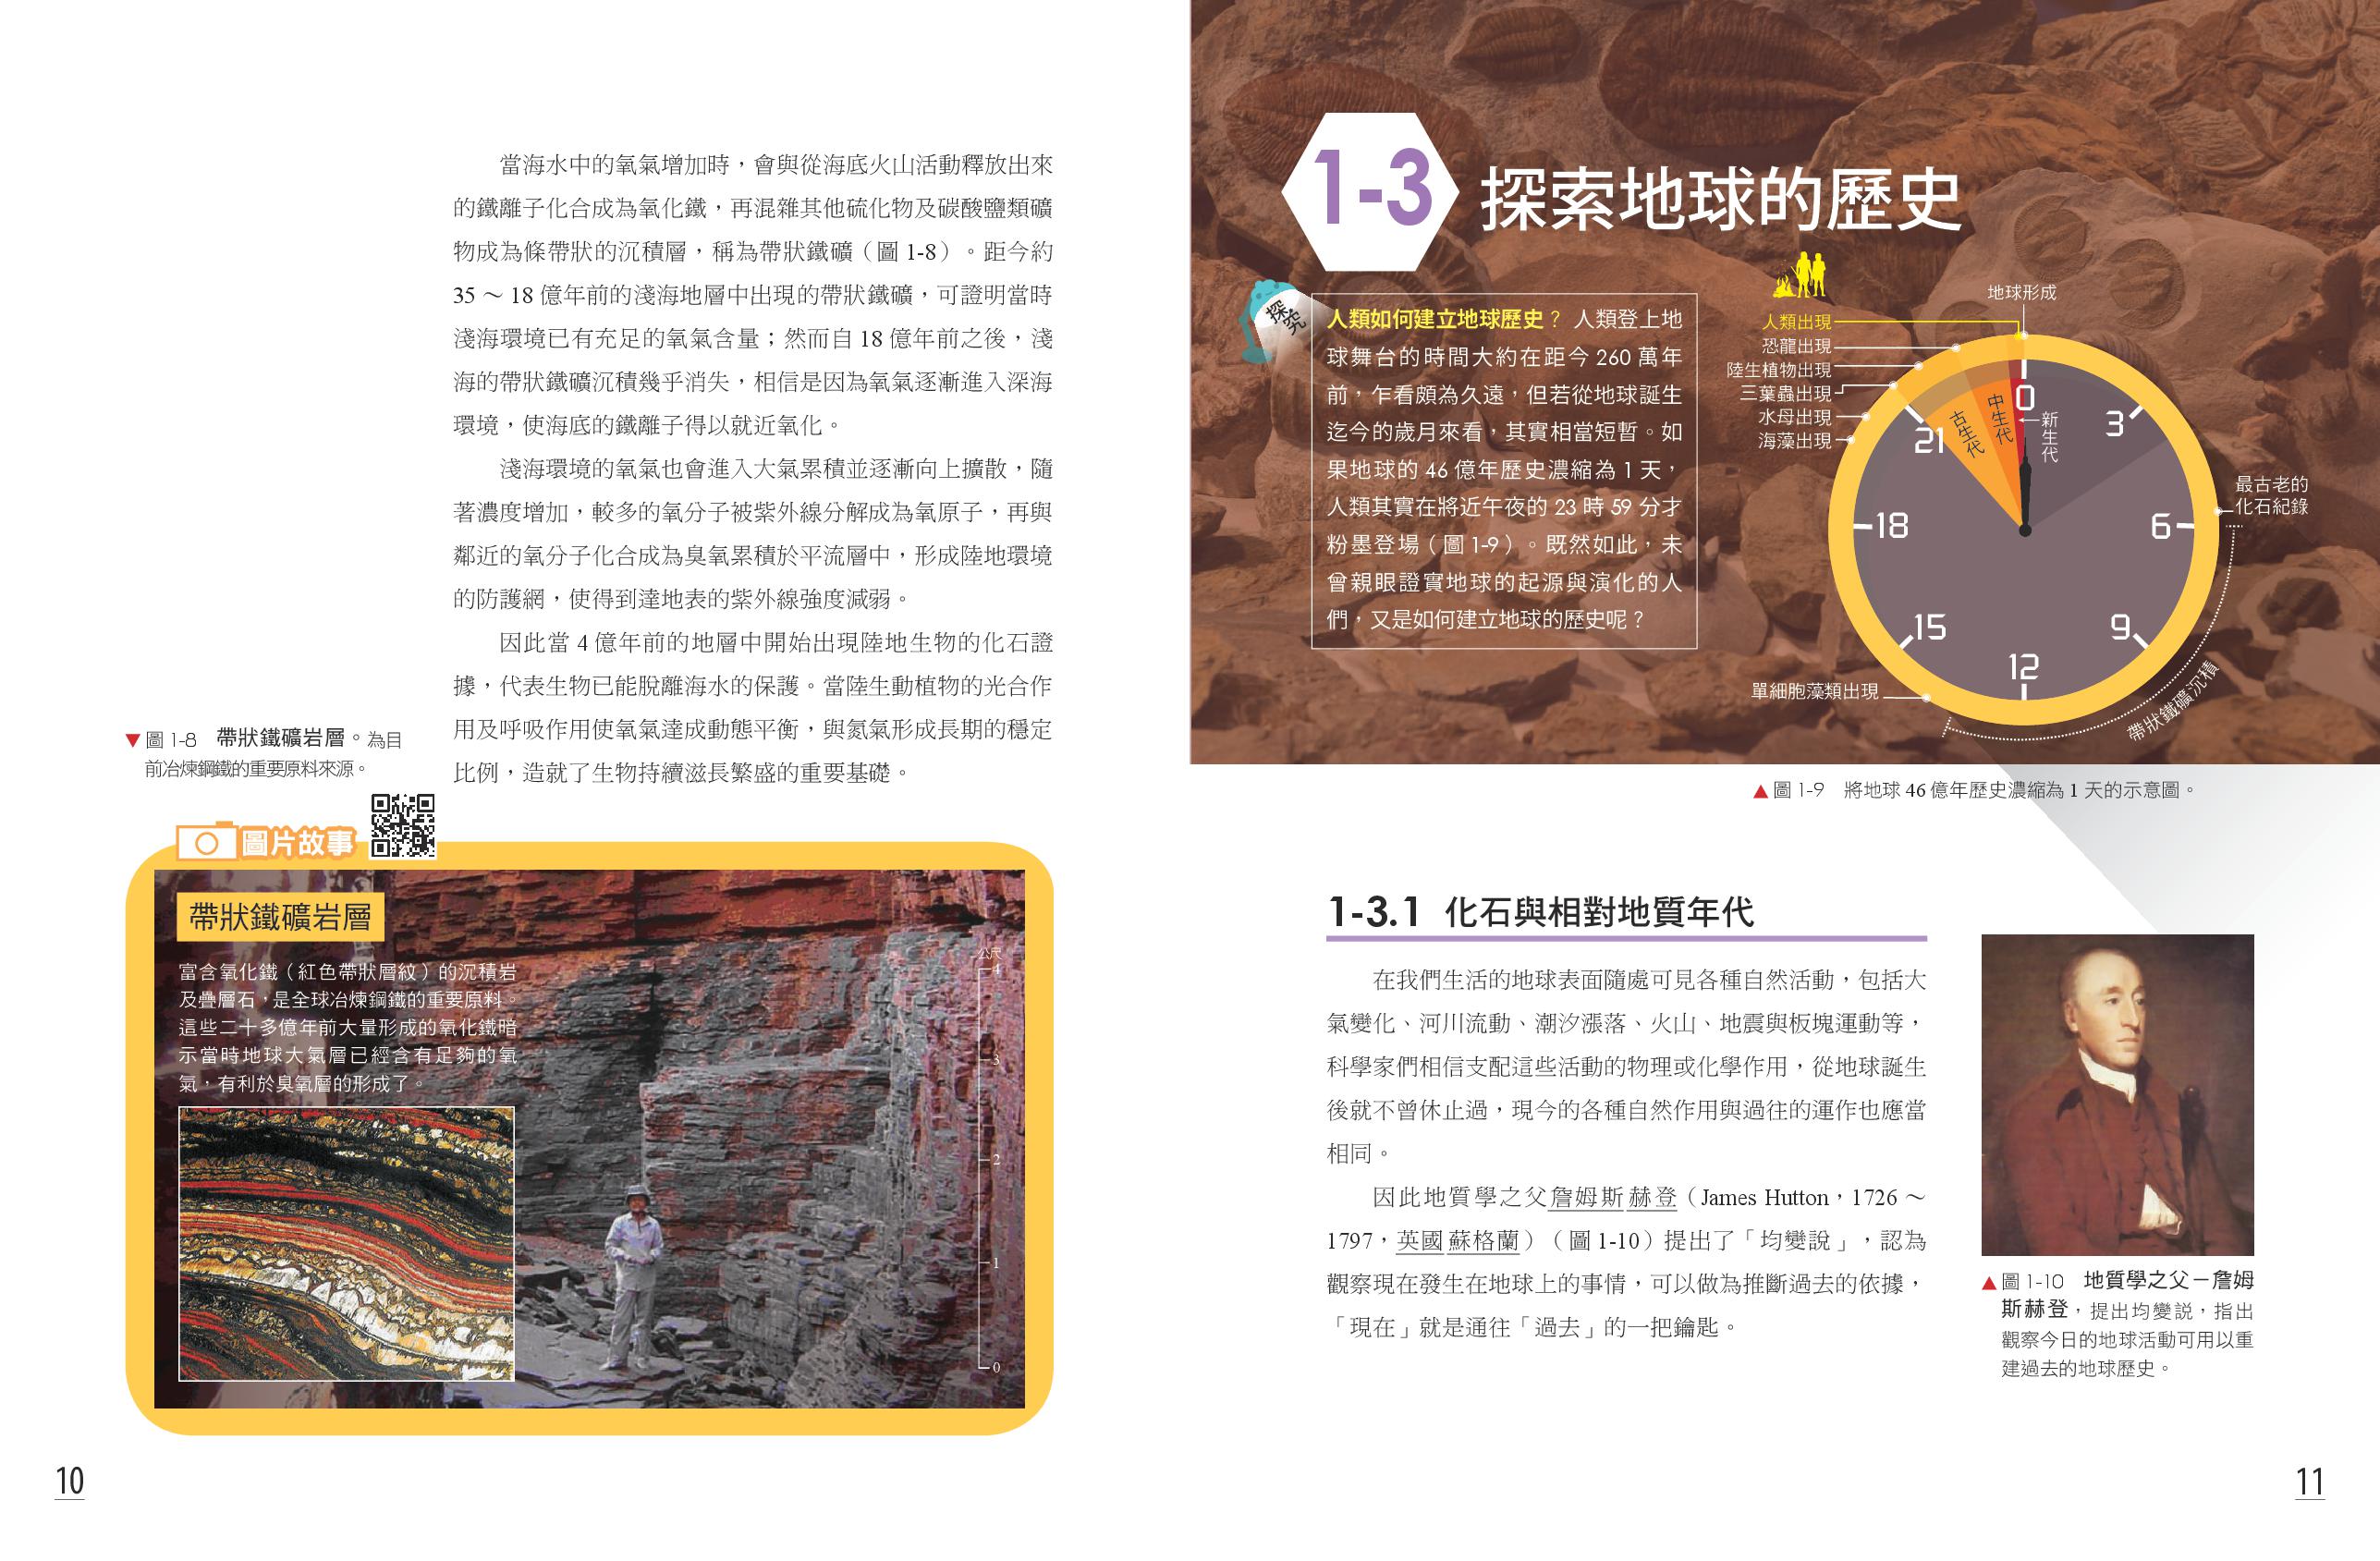 當海水中的氧氣增加時，會與從海底火山活動釋放出來
的鐵離子化合成為氧化鐵，再混雜其他硫化物及碳酸鹽類礦
物成為條帶狀的沉積層，稱為帶狀鐵礦（圖 1-8）。距今約
35～18 億年前的淺海地層中出現的帶狀鐵礦，可證明當時
淺海環境已有充足的氧氣含量；然而自 18 億年前之後，淺
海的帶狀鐵礦沉積幾乎消失，相信是因為氧氣逐漸進入深海
環境，使海底的鐵離子得以就近氧化。
淺海環境的氧氣也會進入大氣累積並逐漸向上擴散，隨
著濃度增加，較多的氧分子被紫外線分解成為氧原子，再與
鄰近的氧分子化合成為臭氧累積於平流層中，形成陸地環境
的防護網，使得到達地表的紫外線強度減弱。
因此當 4 億年前的地層中開始出現陸地生物的化石證
據，代表生物已能脫離海水的保護。當陸生動植物的光合作
用及呼吸作用使氧氣達成動態平衡，與氮氣形成長期的穩定
比例，造就了生物持續滋長繁盛的重要基礎。
▼圖 1-8 帶狀鐵礦岩層。為目
前冶煉鋼鐵的重要原料來源。
圖片故事
帶狀鐵礦岩層
富含氧化鐵（紅色帶狀層紋）的沉積岩
及疊層石，是全球冶煉鋼鐵的重要原料。
這些二十多億年前大量形成的氧化鐵暗
示當時地球大氣層已經含有足夠的氧
氣，有利於臭氧層的形成了。
公尺
4
3
2
1
0
10
1-3 探索地球的歷史
探究
人類如何建立地球歷史？人類登上地
球舞台的時間大約在距今 260 萬年
前，乍看頗為久遠，但若從地球誕生
迄今的歲月來看，其實相當短暫。如
果地球的 46 億年歷史濃縮為 1 天，
人類其實在將近午夜的 23 時 59 分才
粉墨登場（圖 1-9）。既然如此，未
曾親眼證實地球的起源與演化的人
們，又是如何建立地球的歷史呢？
地球形成
人類出現
恐龍出現
陸生植物出現
三葉蟲出現
水母出現
海藻出現
古生代
中生代
新生代
0
3
6
9
12
15
18
21
最古老的
化石紀錄
帶狀鐵礦沉積
單細胞藻類出現
▲圖 1-9 將地球 46 億年歷史濃縮為 1 天的示意圖。
1-3.1 化石與相對地質年代
在我們生活的地球表面隨處可見各種自然活動，包括大
氣變化、河川流動、潮汐漲落、火山、地震與板塊運動等，
科學家們相信支配這些活動的物理或化學作用，從地球誕生
後就不曾休止過，現今的各種自然作用與過往的運作也應當
相同。
因此地質學之父詹姆斯赫登（James Hutton，1726～
1797，英國蘇格蘭）（圖 1-10）提出了「均變說」，認為
觀察現在發生在地球上的事情，可以做為推斷過去的依據，
「現在」就是通往「過去」的一把鑰匙。
▲圖 1-10 地質學之父－詹姆
斯赫登，提出均變說，指出
觀察今日的地球活動可用以重
建過去的地球歷史。
11